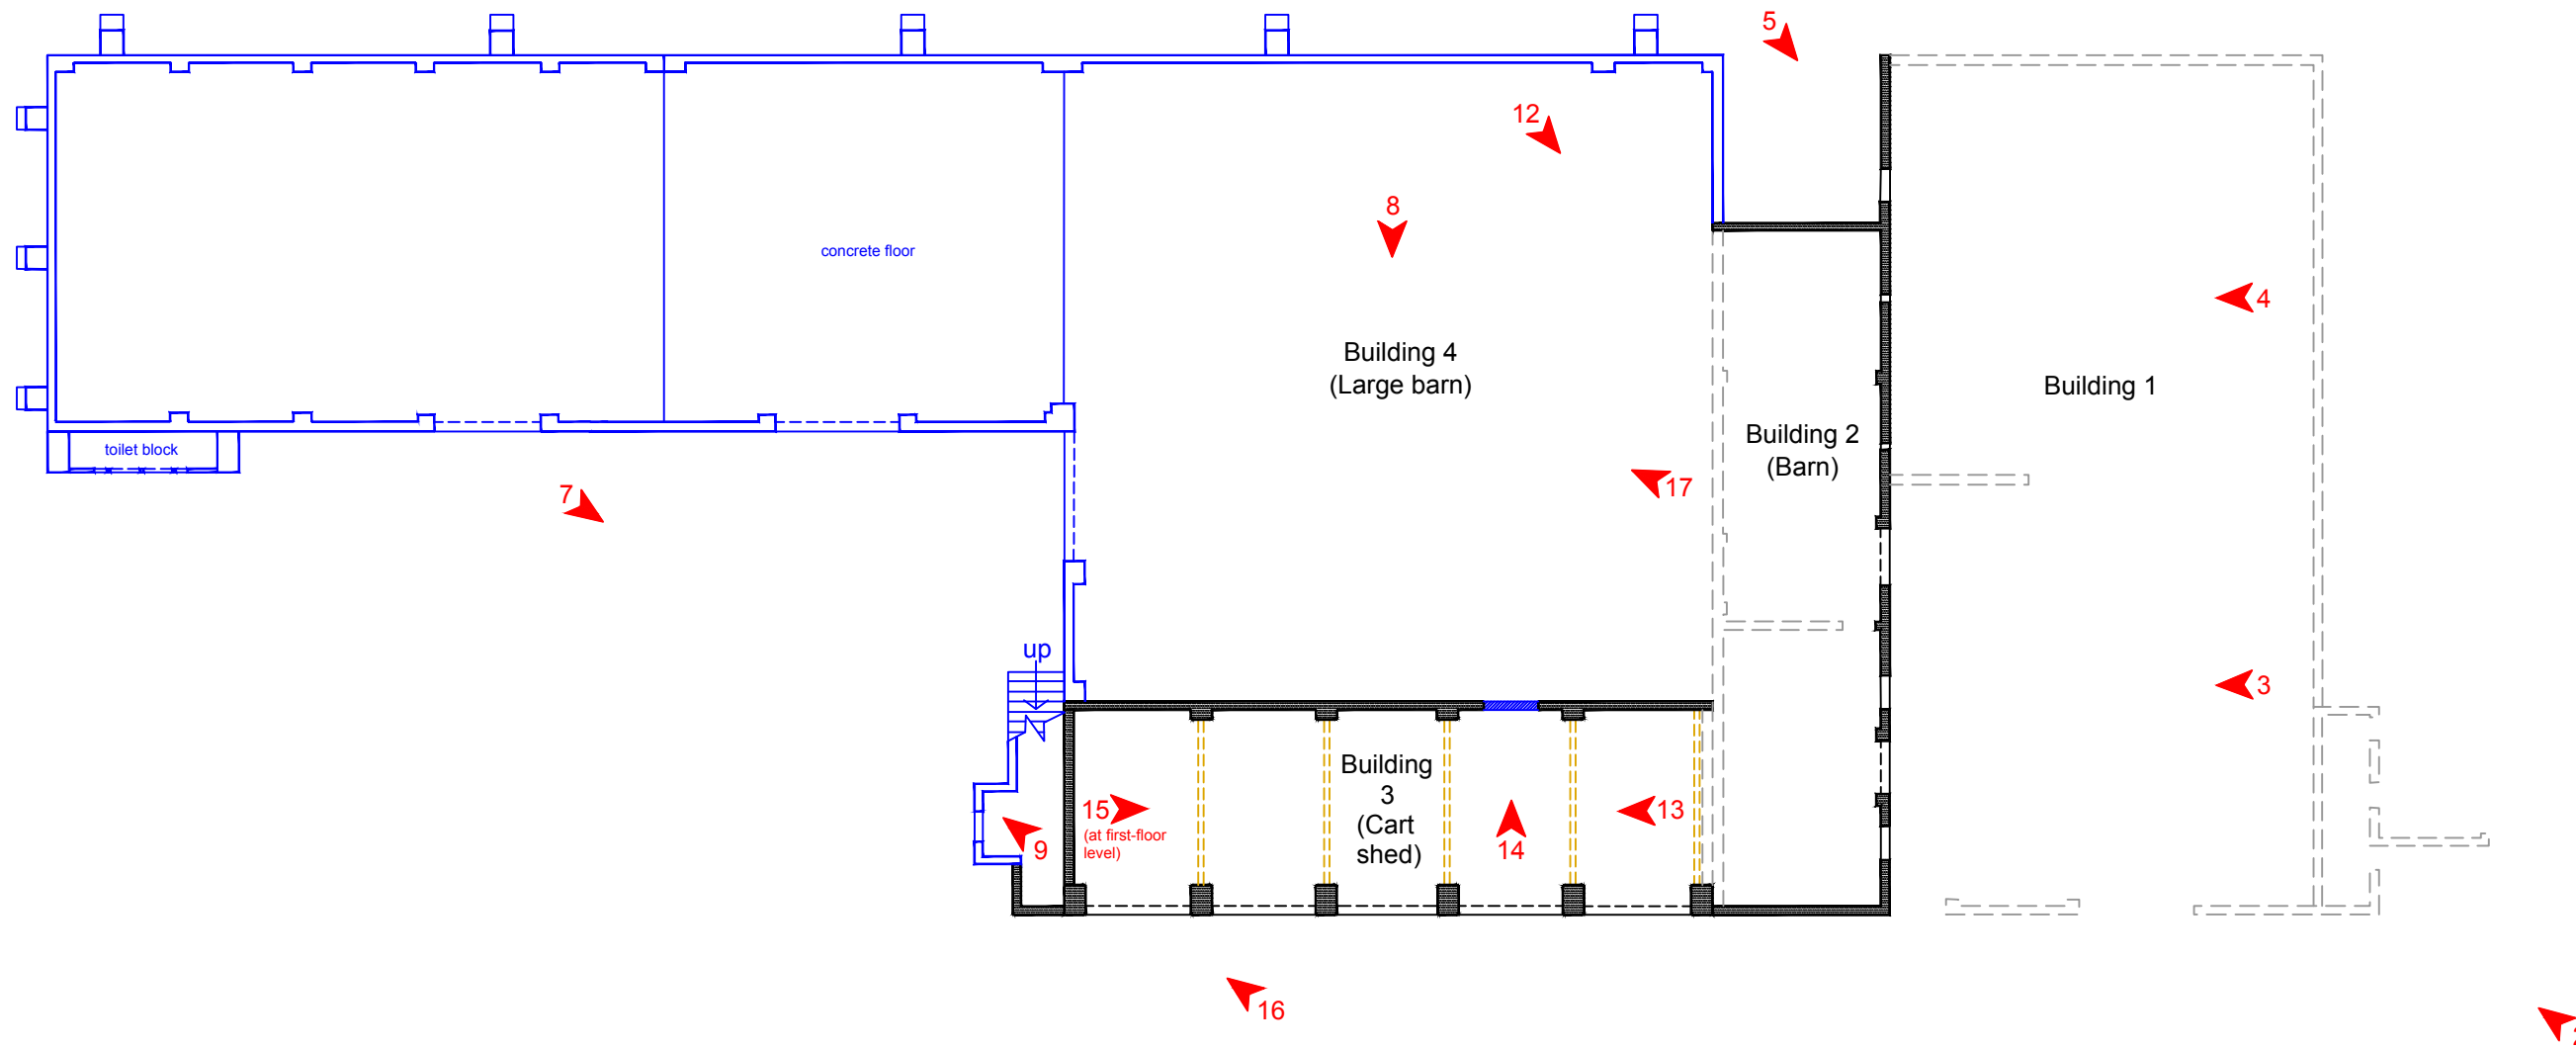 5
12
8
concrete floor
4
Building 4
(Large barn)
Building 1
toilet block
Building 2
(Barn)
7
17
up
3
Building
3
(Cart
shed)
15
(at first-floor
level)
13
14
9
16